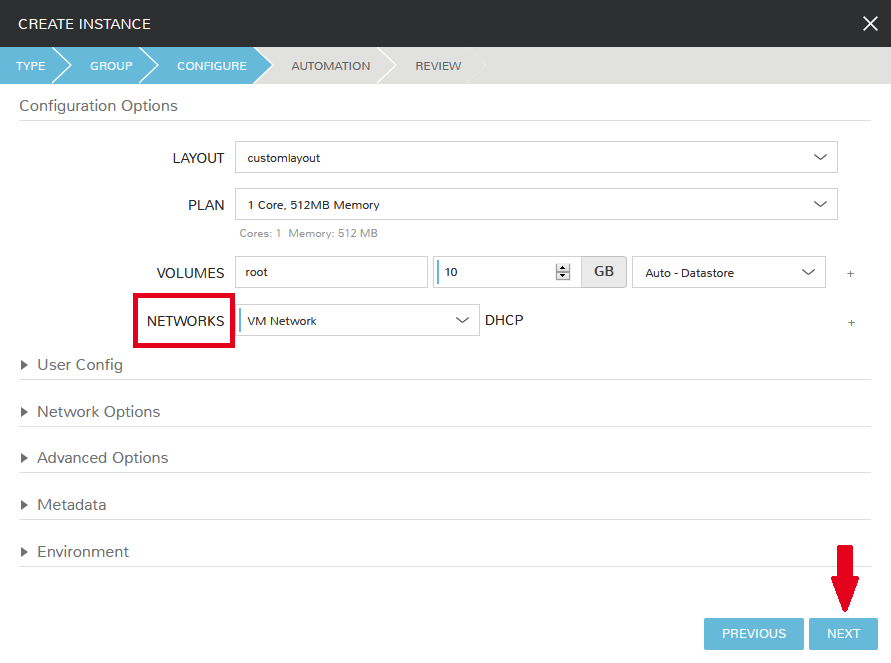 CREATE INSTANCE
TYPE GROUP CONFIGURE AUTOMATION REVIEW
Configuration Options
LAYOUT customlayout
PLAN 1 Core, 512MB Memory
Cores: 1 Memory: 512 MB
VOLUMES root 10 GB Auto - Datastore +
NETWORKS VM Network DHCP +
User Config
Network Options
Advanced Options
Metadata
Environment
PREVIOUS NEXT